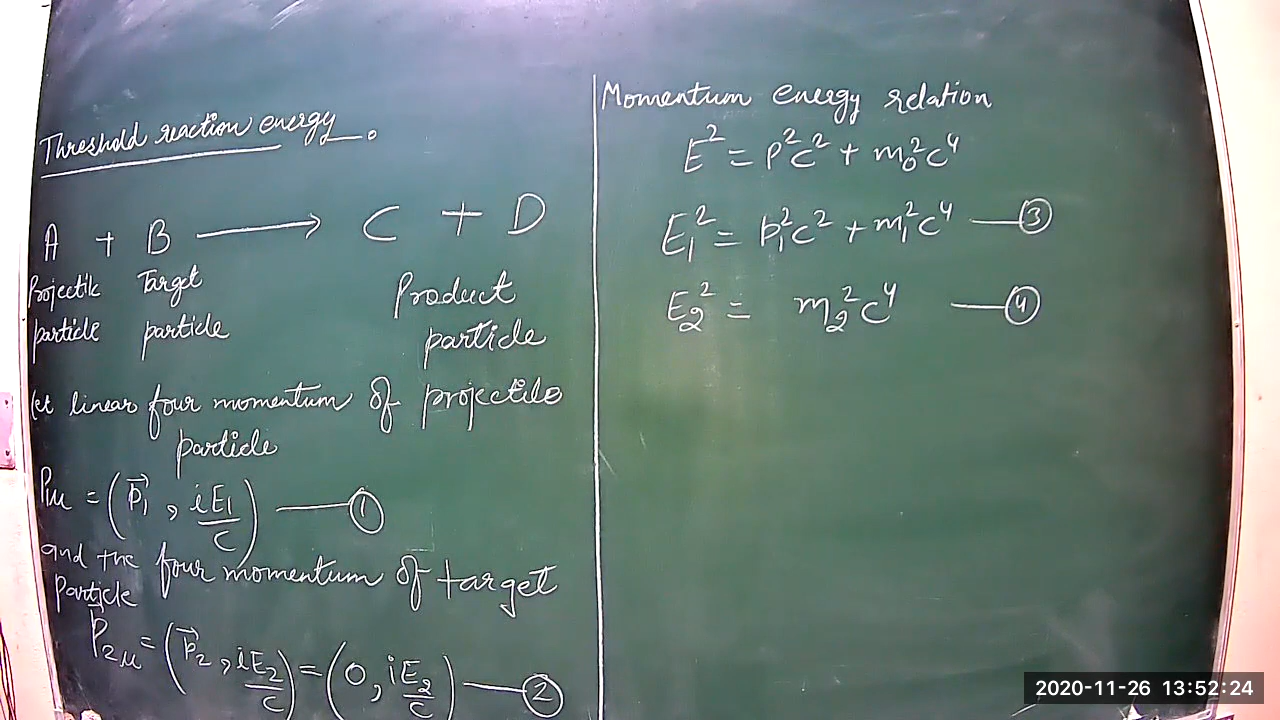 Threshold reaction energy.
A + B ⟶ C + D
Projectile Target Product
particle particle particle
let linear four momentum of projectile
particle
Pμ = (p⃗₁, iE₁/c) —①
and the four momentum of target
particle
P₂μ = (p⃗₂, iE₂/c) = (0, iE₂/c) —②
Momentum energy relation
E² = p²c² + m₀²c⁴
E₁² = p₁²c² + m₁²c⁴ —③
E₂² = m₂²c⁴ —④
2020-11-26 13:52:24